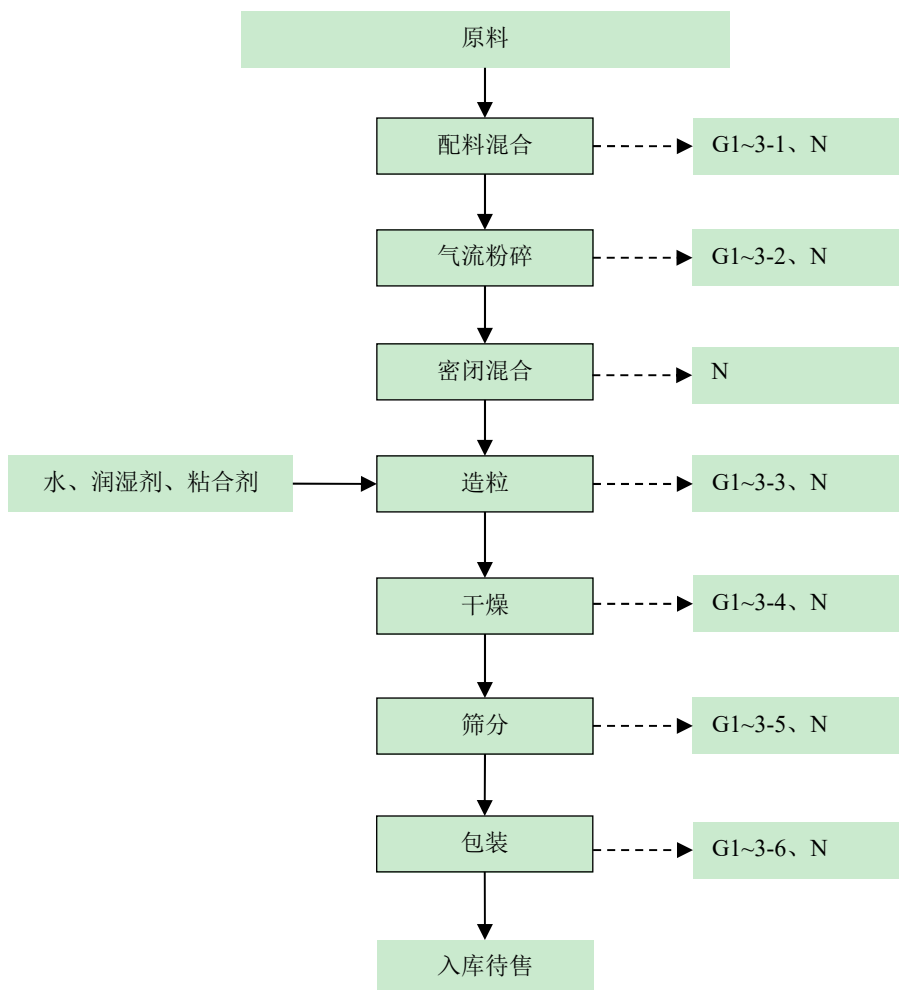 原料
配料混合
G1~3-1、N
气流粉碎
G1~3-2、N
密闭混合
N
水、润湿剂、粘合剂
造粒
G1~3-3、N
干燥
G1~3-4、N
筛分
G1~3-5、N
包装
G1~3-6、N
入库待售